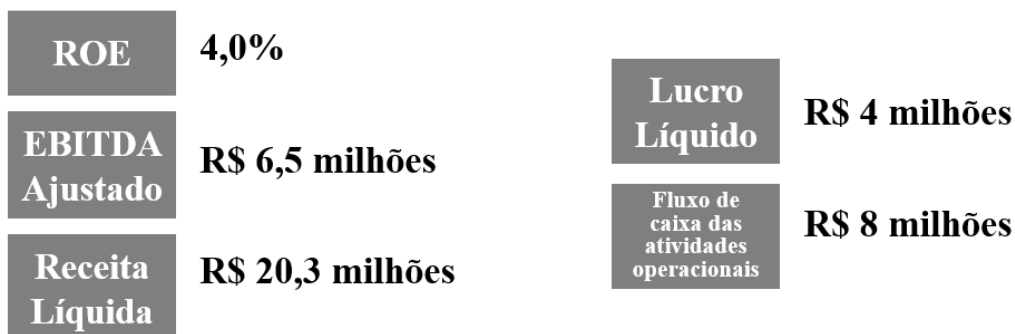 ROE
4,0%
EBITDA
Ajustado
R$ 6,5 milhões
Receita
Líquida
R$ 20,3 milhões
Lucro
Líquido
R$ 4 milhões
Fluxo de
caixa das
atividades
operacionais
R$ 8 milhões